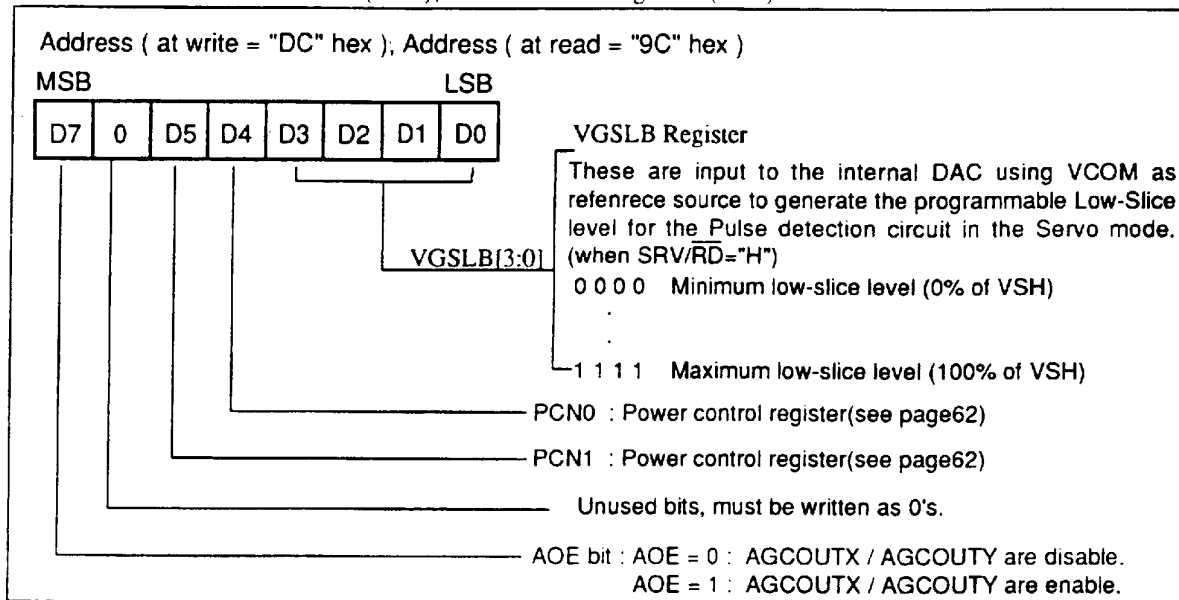 Address ( at write = "DC" hex ); Address ( at read = "9C" hex )
MSB LSB
D7 0 D5 D4 D3 D2 D1 D0
VGSLB Register
These are input to the internal DAC using VCOM as
refenrece source to generate the programmable Low-Slice
level for the Pulse detection circuit in the Servo mode.
VGSLB[3:0] (when SRV/R̅D̅="H")
0 0 0 0 Minimum low-slice level (0% of VSH)
.
.
1 1 1 1 Maximum low-slice level (100% of VSH)
PCN0 : Power control register(see page62)
PCN1 : Power control register(see page62)
Unused bits, must be written as 0's.
AOE bit : AOE = 0 : AGCOUTX / AGCOUTY are disable.
AOE = 1 : AGCOUTX / AGCOUTY are enable.